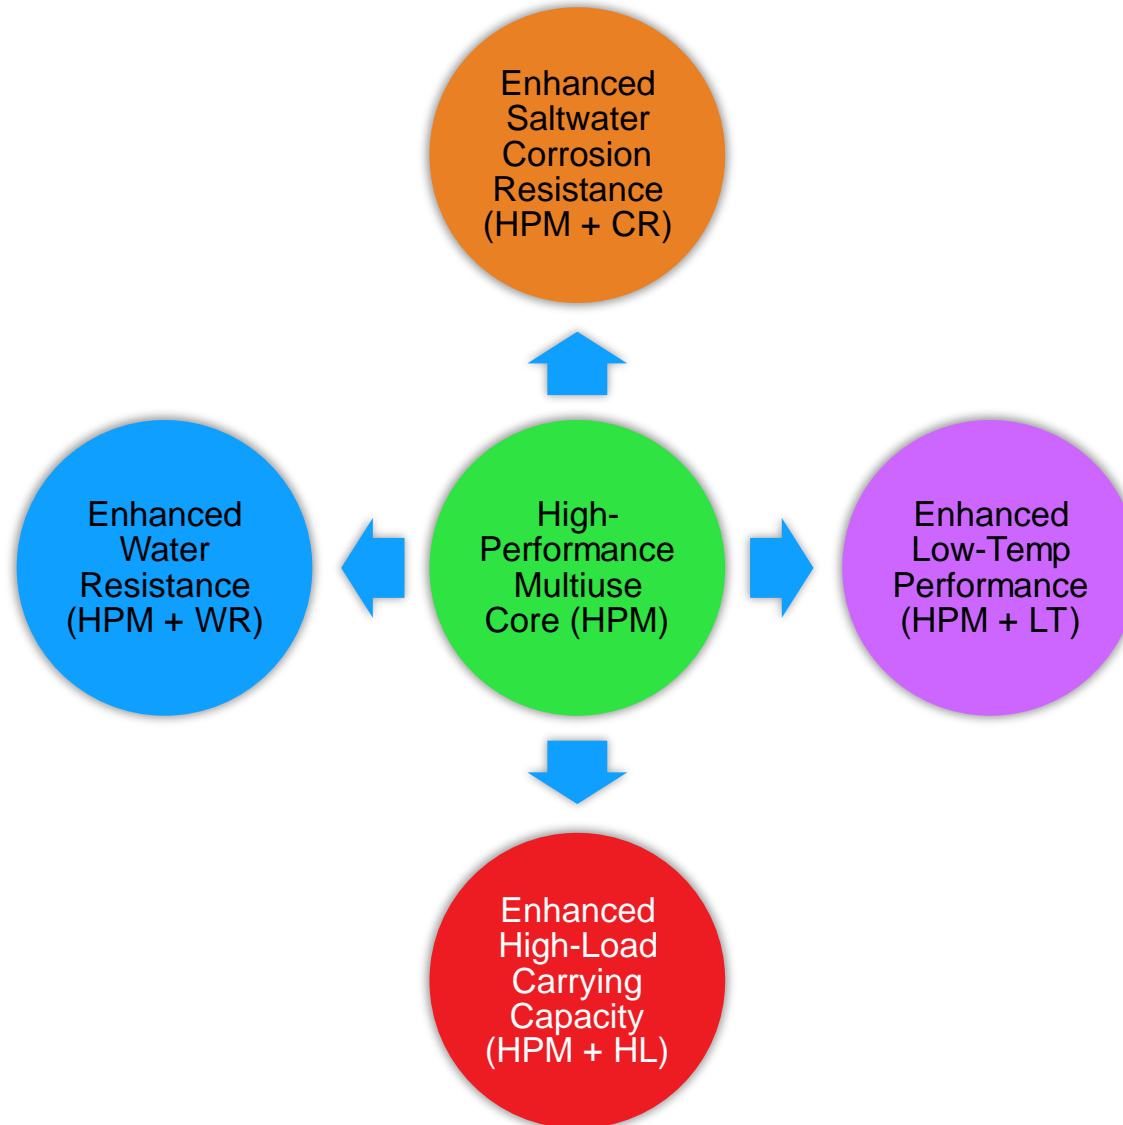 Enhanced
Saltwater
Corrosion
Resistance
(HPM + CR)
Enhanced
Water
Resistance
(HPM + WR)
High-
Performance
Multiuse
Core (HPM)
Enhanced
Low-Temp
Performance
(HPM + LT)
Enhanced
High-Load
Carrying
Capacity
(HPM + HL)